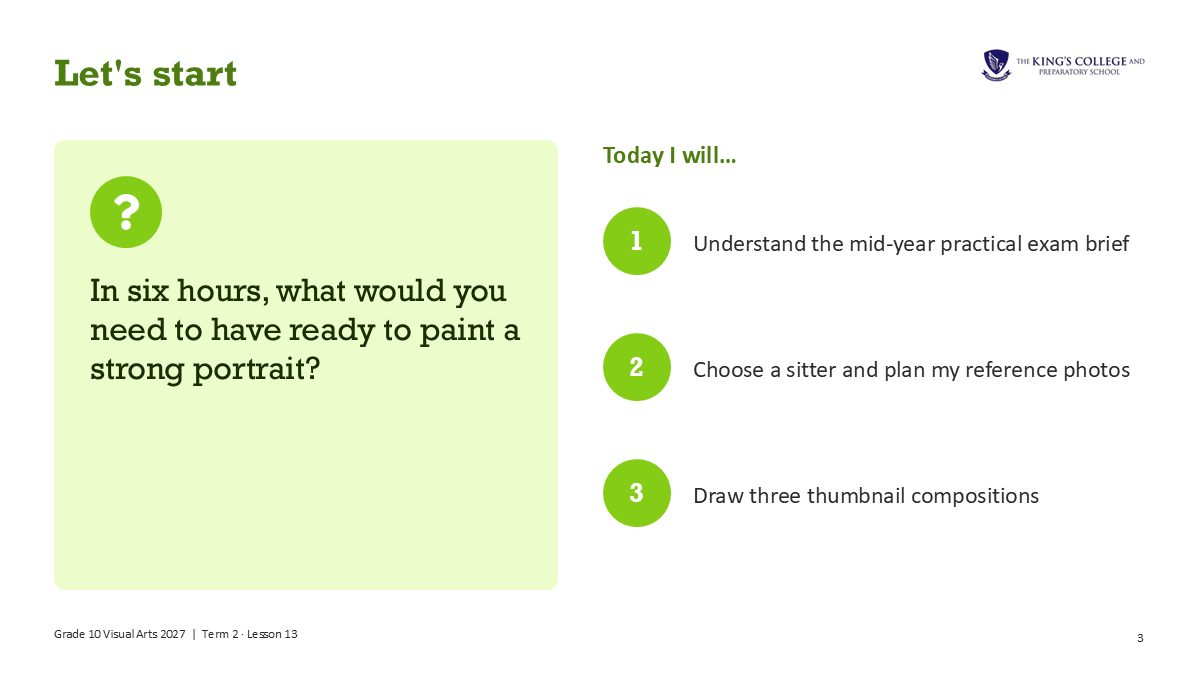 Let's start
THE KING'S COLLEGE AND
PREPARATORY SCHOOL
?
In six hours, what would you
need to have ready to paint a
strong portrait?
Today I will...
1
Understand the mid-year practical exam brief
2
Choose a sitter and plan my reference photos
3
Draw three thumbnail compositions
Grade 10 Visual Arts 2027 | Term 2 · Lesson 13
3